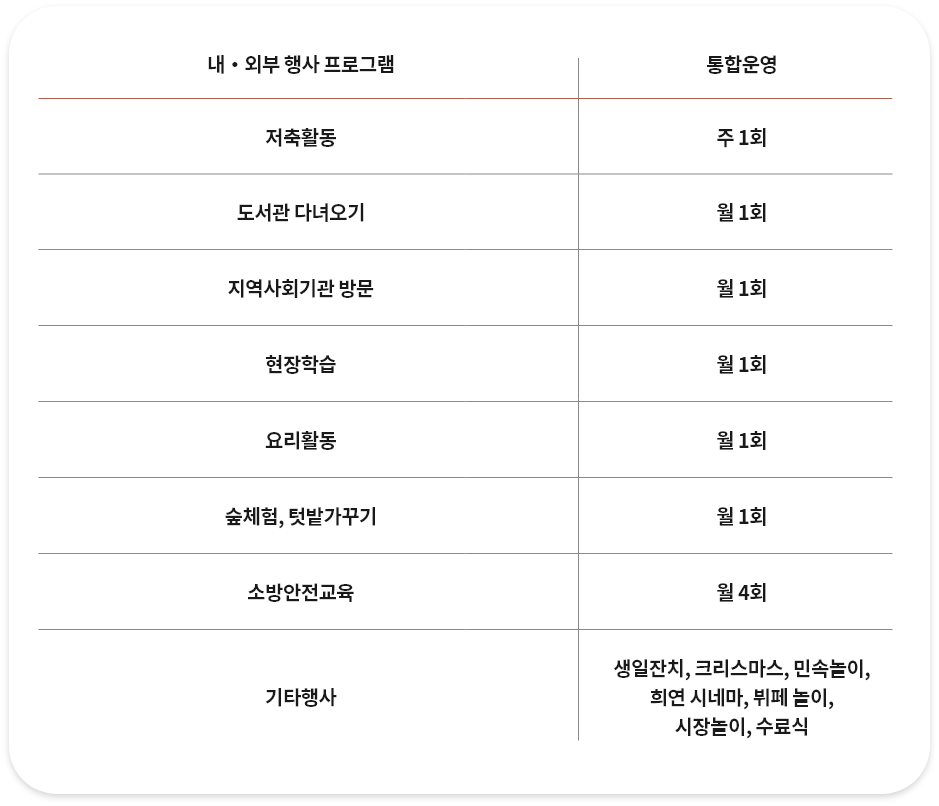 내 • 외부 행사 프로그램 통합운영
저축활동 주 1회
도서관 다녀오기 월 1회
지역사회기관 방문 월 1회
현장학습 월 1회
요리활동 월 1회
숲체험, 텃밭가꾸기 월 1회
소방안전교육 월 4회
기타행사
생일잔치, 크리스마스, 민속놀이,
희연 시네마, 뷔페 놀이,
시장놀이, 수료식